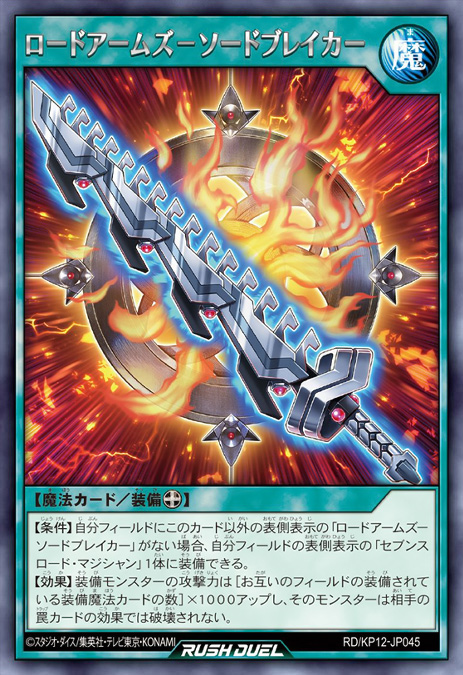 ロードアームズーソードブレイカー
魔
ま
【魔法カード/装備】
【条件】自分フィールドにこのカード以外の表側表示の「ロードアームズー
ソードブレイカー」がない場合、自分フィールドの表側表示の「セブンス
ロード・マジシャン」1体に装備できる。
【効果】装備モンスターの攻撃力は[お互いのフィールドの装備されて
いる装備魔法カードの数]×1000アップし、そのモンスターは相手の
罠カードの効果では破壊されない。
©スタジオ・ダイス/集英社・テレビ東京・KONAMI
RUSH DUEL
RD/KP12-JP045